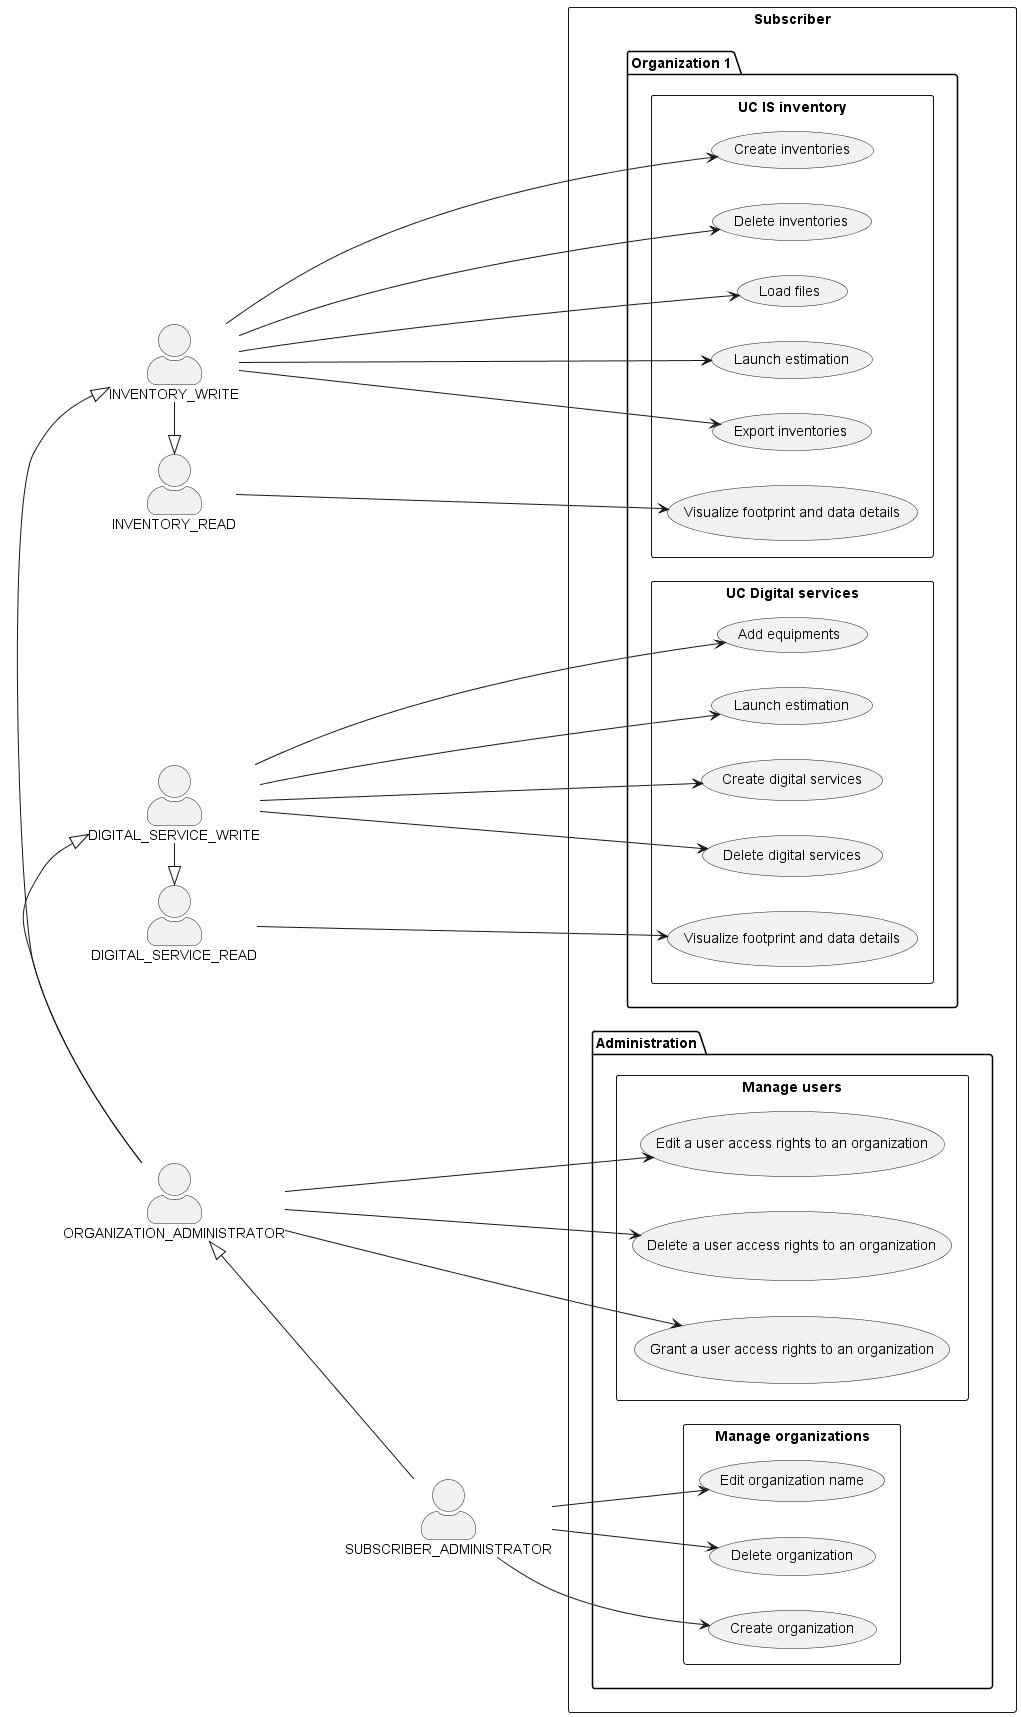 Subscriber
Organization 1
UC IS inventory
Create inventories
Delete inventories
Load files
Launch estimation
Export inventories
Visualize footprint and data details
INVENTORY_WRITE
INVENTORY_READ
UC Digital services
Add equipments
Launch estimation
Create digital services
Delete digital services
Visualize footprint and data details
DIGITAL_SERVICE_WRITE
DIGITAL_SERVICE_READ
Administration
Manage users
Edit a user access rights to an organization
Delete a user access rights to an organization
Grant a user access rights to an organization
ORGANIZATION_ADMINISTRATOR
Manage organizations
Edit organization name
Delete organization
Create organization
SUBSCRIBER_ADMINISTRATOR